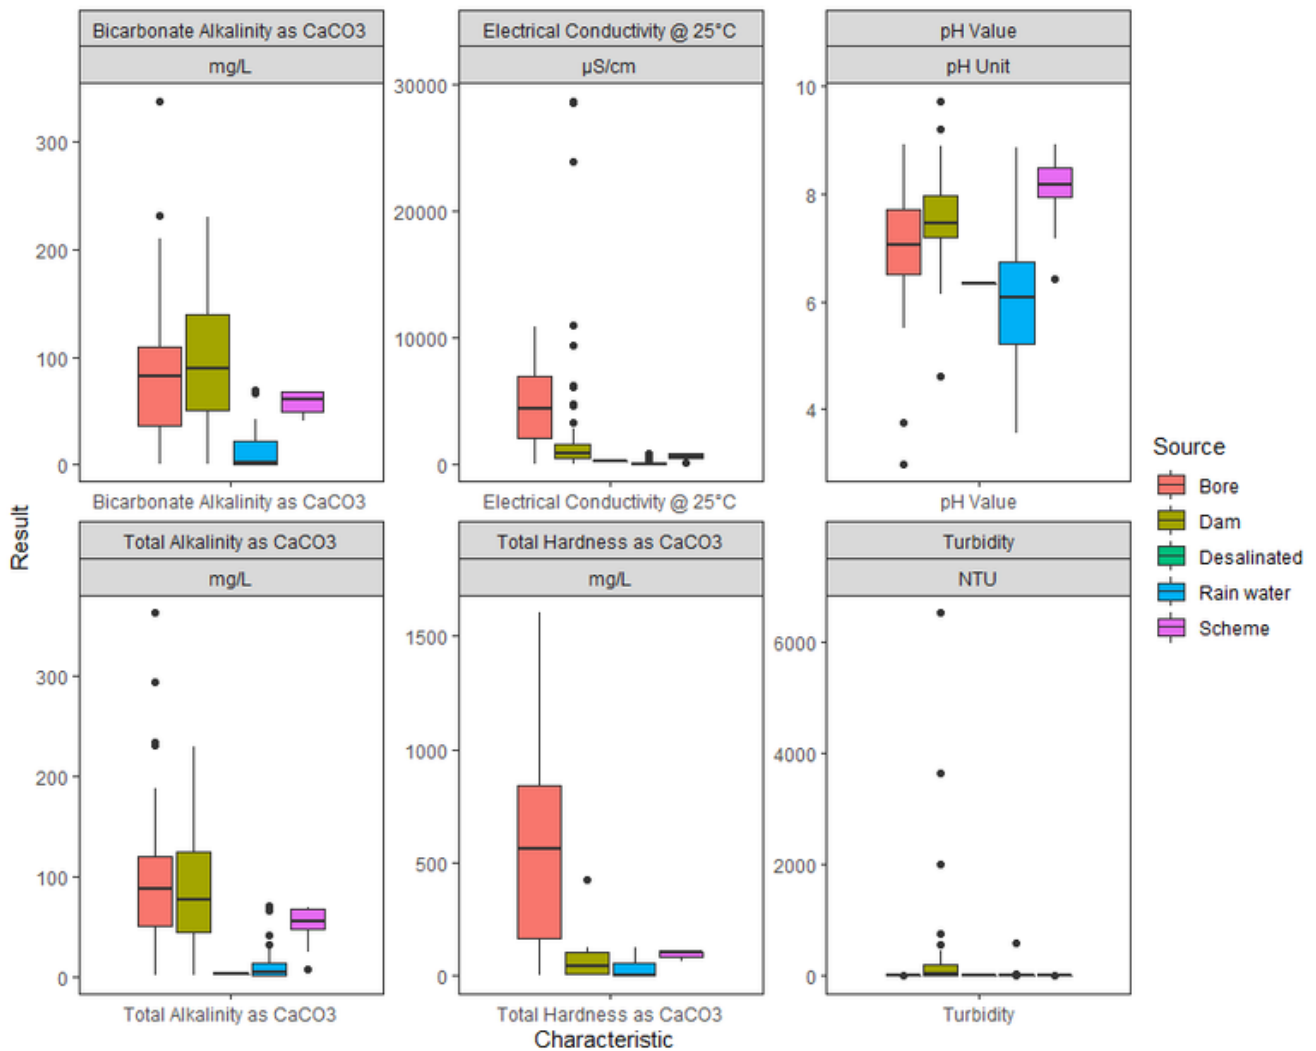 Bicarbonate Alkalinity as CaCO3
mg/L
300
200
100
0
Bicarbonate Alkalinity as CaCO3
Electrical Conductivity @ 25°C
µS/cm
30000
20000
10000
0
Electrical Conductivity @ 25°C
pH Value
pH Unit
10
8
6
4
pH Value
Result
Total Alkalinity as CaCO3
mg/L
300
200
100
0
Total Alkalinity as CaCO3
Total Hardness as CaCO3
mg/L
1500
1000
500
0
Total Hardness as CaCO3
Turbidity
NTU
6000
4000
2000
0
Turbidity
Characteristic
Source
Bore
Dam
Desalinated
Rain water
Scheme